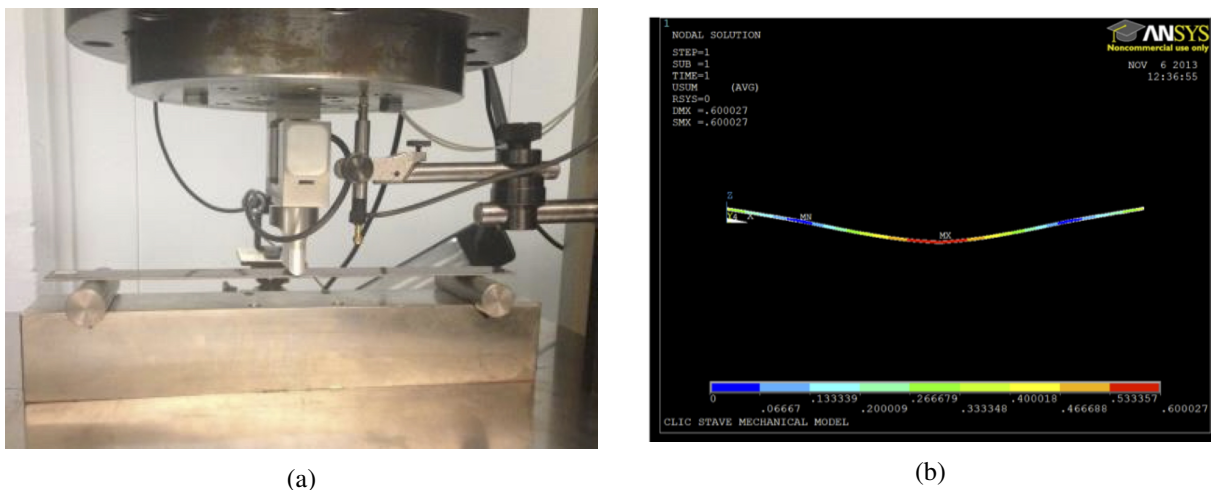 1
NODAL SOLUTION
STEP=1
SUB =1
TIME=1
USUM (AVG)
RSYS=0
DMX =.600027
SMX =.600027
ANSYS
Noncommercial use only
NOV 6 2013
12:36:55
Z
X
MN
MX
0
.06667
.133339
.200009
.266679
.333348
.400018
.466688
.533357
.600027
CLIC STAVE MECHANICAL MODEL
(a)
(b)